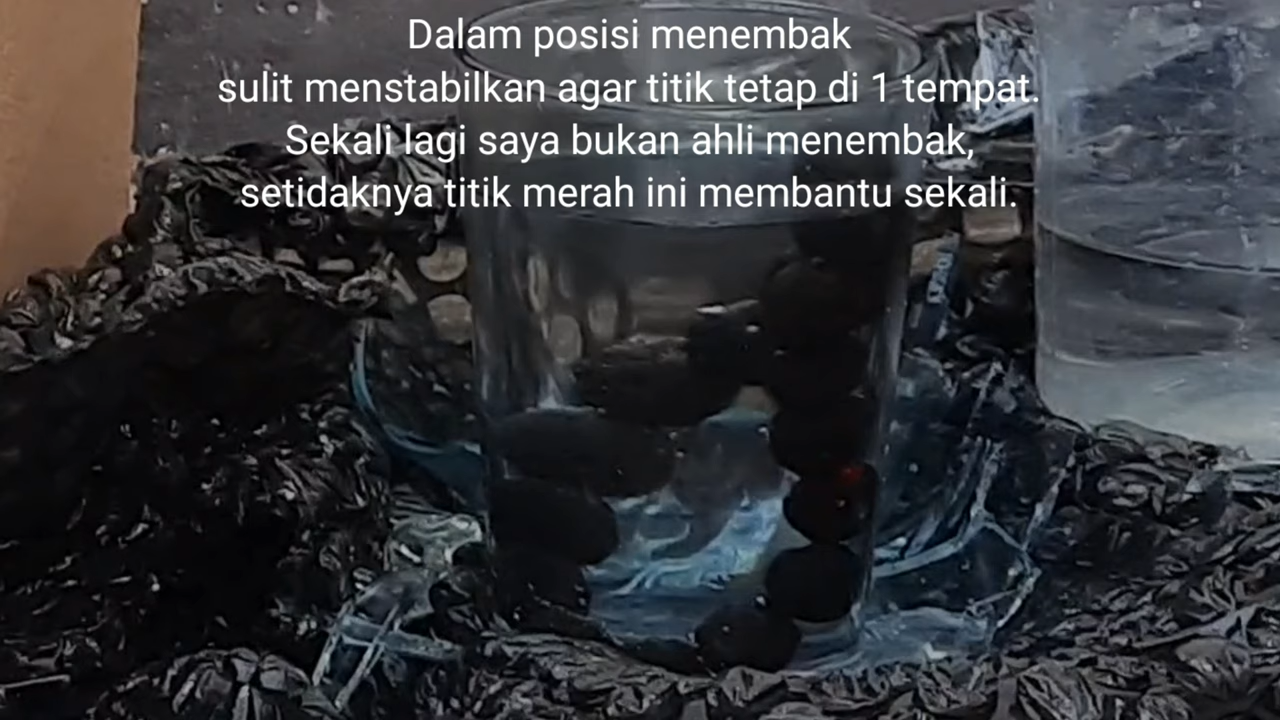 Dalam posisi menembak
sulit menstabilkan agar titik tetap di 1 tempat.
Sekali lagi saya bukan ahli menembak,
setidaknya titik merah ini membantu sekali.